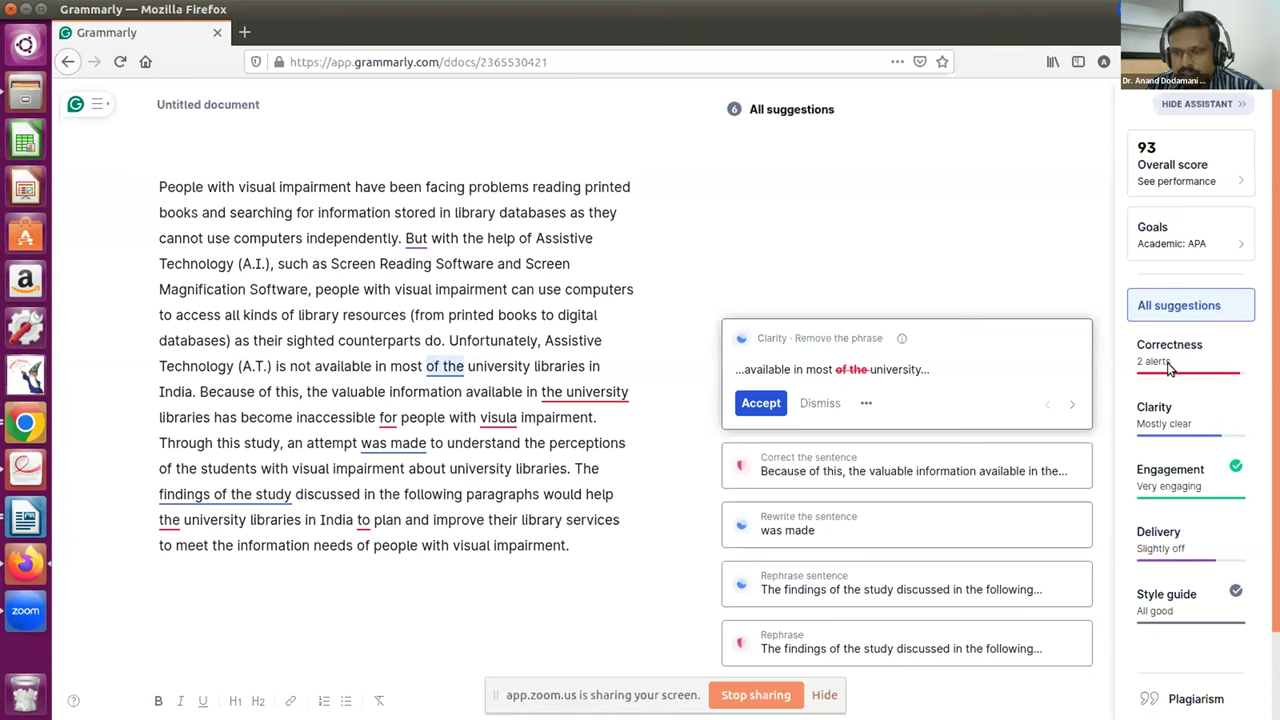 Grammarly — Mozilla Firefox
Grammarly
https://app.grammarly.com/ddocs/2365530421
Dr. Anand Dodamani ...
HIDE ASSISTANT
Untitled document
6 All suggestions
People with visual impairment have been facing problems reading printed
books and searching for information stored in library databases as they
cannot use computers independently. But with the help of Assistive
Technology (A.I.), such as Screen Reading Software and Screen
Magnification Software, people with visual impairment can use computers
to access all kinds of library resources (from printed books to digital
databases) as their sighted counterparts do. Unfortunately, Assistive
Technology (A.T.) is not available in most of the university libraries in
India. Because of this, the valuable information available in the university
libraries has become inaccessible for people with visula impairment.
Through this study, an attempt was made to understand the perceptions
of the students with visual impairment about university libraries. The
findings of the study discussed in the following paragraphs would help
the university libraries in India to plan and improve their library services
to meet the information needs of people with visual impairment.
Clarity · Remove the phrase
...available in most of the university...
Accept
Dismiss
Correct the sentence
Because of this, the valuable information available in the...
Rewrite the sentence
was made
Rephrase sentence
The findings of the study discussed in the following...
Rephrase
The findings of the study discussed in the following...
93
Overall score
See performance
Goals
Academic: APA
All suggestions
Correctness
2 alerts
Clarity
Mostly clear
Engagement
Very engaging
Delivery
Slightly off
Style guide
All good
Plagiarism
B I U H1 H2
app.zoom.us is sharing your screen.
Stop sharing
Hide
zoom